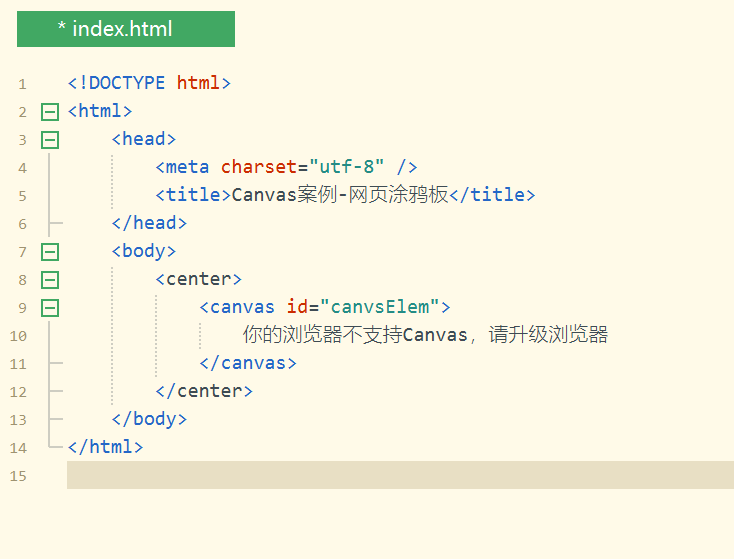 * index.html
1 <!DOCTYPE html>
2 <html>
3 <head>
4 <meta charset="utf-8" />
5 <title>Canvas案例-网页涂鸦板</title>
6 </head>
7 <body>
8 <center>
9 <canvas id="canvsElem">
10 你的浏览器不支持Canvas，请升级浏览器
11 </canvas>
12 </center>
13 </body>
14 </html>
15